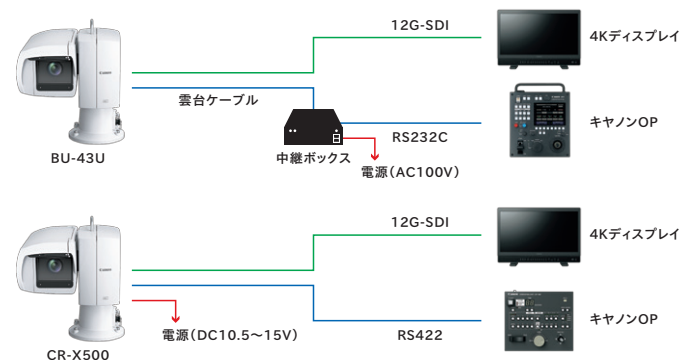 12G-SDI
4Kディスプレイ
雲台ケーブル
BU-43U
中継ボックス
RS232C
キヤノンOP
電源(AC100V)
12G-SDI
4Kディスプレイ
電源(DC10.5～15V)
RS422
キヤノンOP
CR-X500